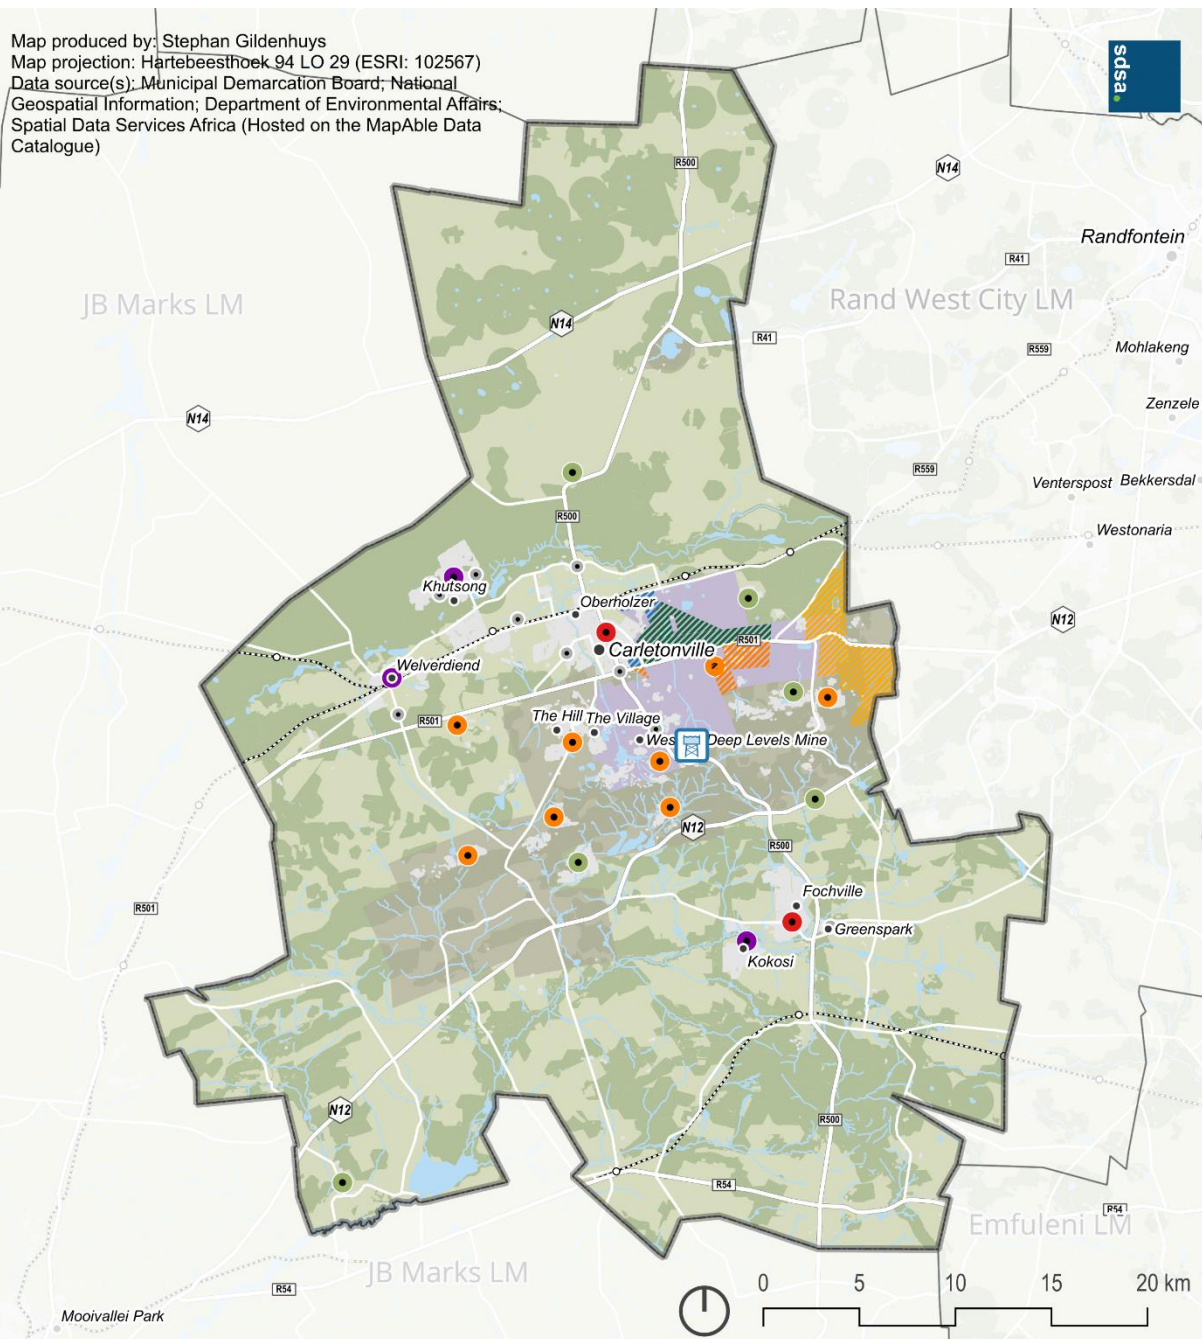 Map produced by: Stephan Gildenhuys
Map projection: Hartebeesthoek 94 LO 29 (ESRI: 102567)
Data source(s): Municipal Demarcation Board; National
Geospatial Information; Department of Environmental Affairs;
Spatial Data Services Africa (Hosted on the MapAble Data
Catalogue)
sdsa.
R500
N14
Randfontein
R41
JB Marks LM
Rand West City LM
N14
R41
R559
Mohlakeng
N14
Zenzele
R559
Venterspost
Bekkersdal
R500
Westonaria
Khutsong
Oberholzer
N12
R501
Carletonville
Welverdiend
The Hill
The Village
R501
Wes
Deep Levels Mine
N12
R500
Fochville
R501
Greenspark
Kokosi
N12
R500
R54
R54
Emfuleni LM
JB Marks LM
R54
0
5
10
15
20 km
Mooivallei Park